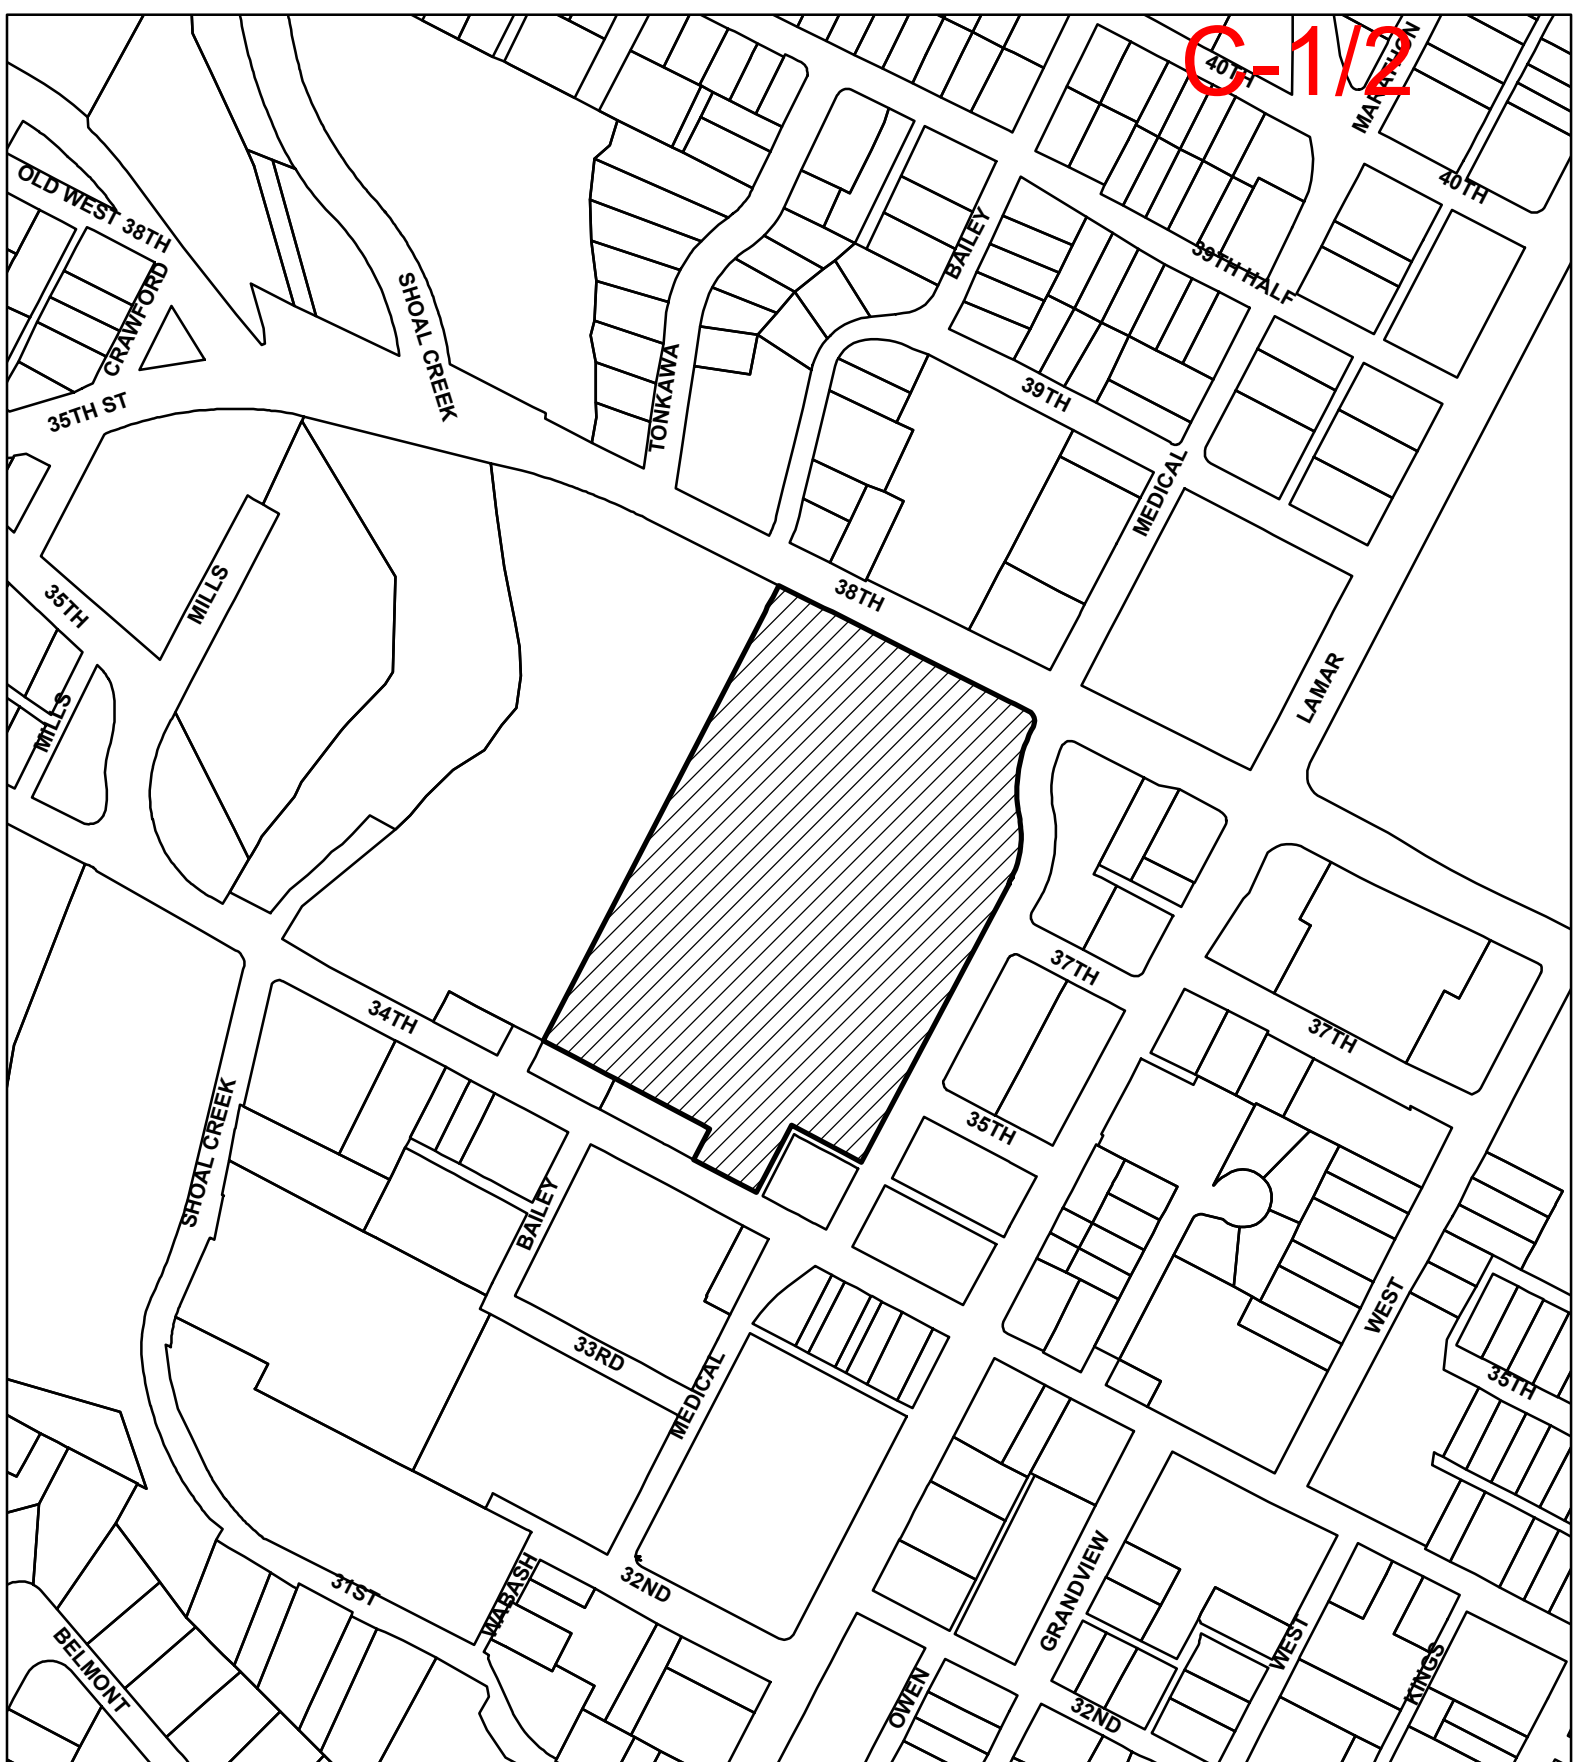 C-1/2
40TH
MARATHON
40TH
OLD WEST 38TH
BAILEY
39TH HALF
CRAWFORD
SHOAL CREEK
TONKAWA
39TH
35TH ST
MEDICAL
38TH
MILLS
35TH
LAMAR
MILLS
37TH
34TH
37TH
35TH
SHOAL CREEK
BAILEY
WEST
33RD
MEDICAL
35TH
31ST
WABASH
32ND
GRANDVIEW
BELMONT
WEST
KINGS
OWEN
32ND